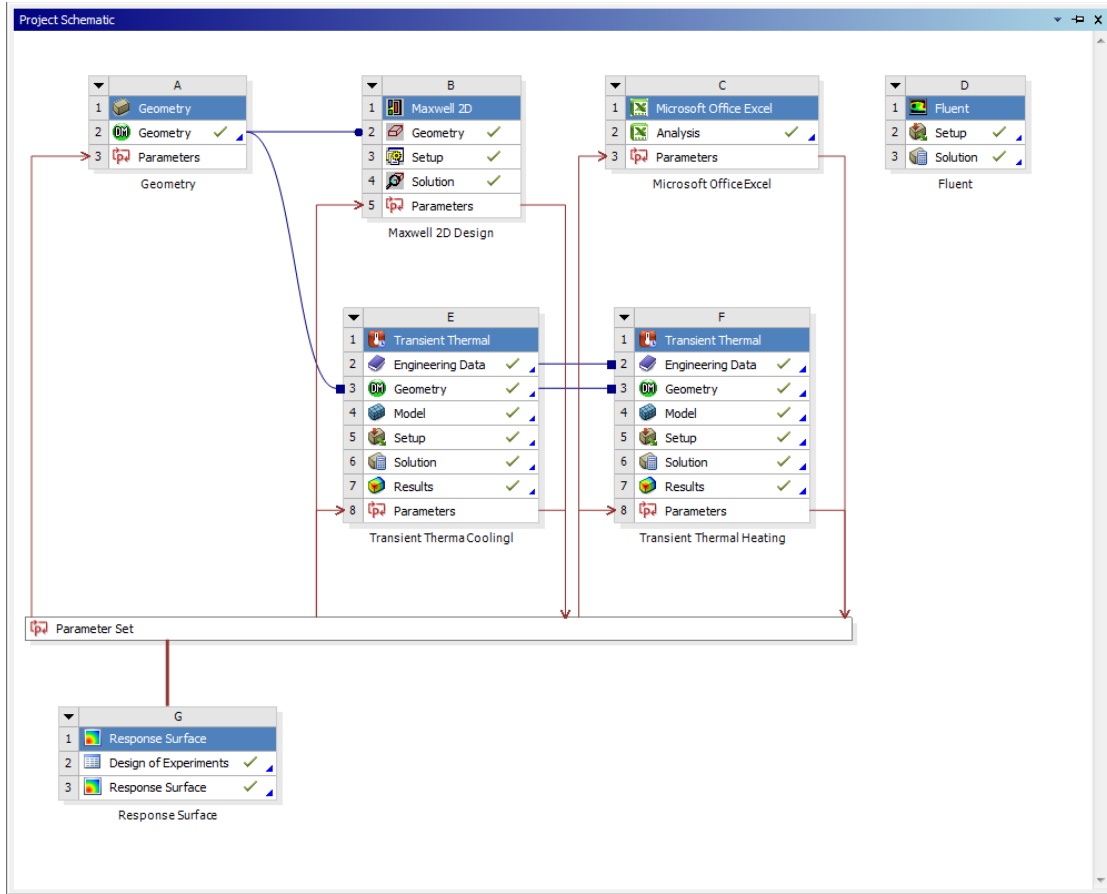 Project Schematic
A
1 Geometry
2 DM Geometry
3 Parameters
Geometry
B
1 Maxwell 2D
2 Geometry
3 Setup
4 Solution
5 Parameters
Maxwell 2D Design
C
1 Microsoft Office Excel
2 Analysis
3 Parameters
Microsoft OfficeExcel
D
1 Fluent
2 Setup
3 Solution
Fluent
E
1 Transient Thermal
2 Engineering Data
3 DM Geometry
4 Model
5 Setup
6 Solution
7 Results
8 Parameters
Transient Therma Coolingl
F
1 Transient Thermal
2 Engineering Data
3 DM Geometry
4 Model
5 Setup
6 Solution
7 Results
8 Parameters
Transient Thermal Heating
Parameter Set
G
1 Response Surface
2 Design of Experiments
3 Response Surface
Response Surface